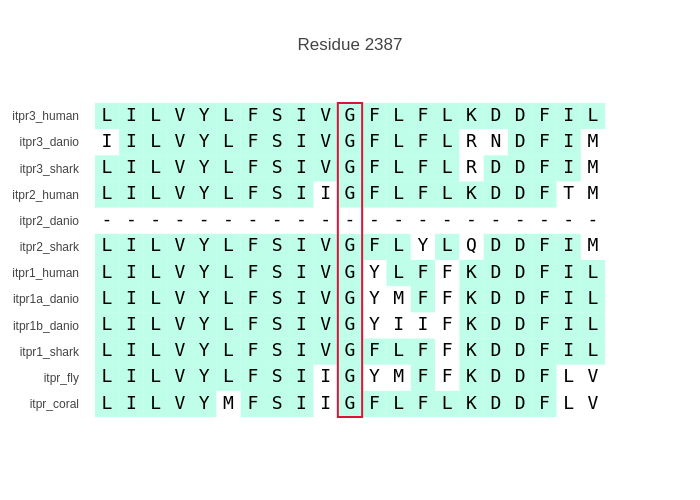 Residue 2387
itpr3_human L I L V Y L F S I V G F L F L K D D F I L
itpr3_danio I I L V Y L F S I V G F L F L R N D F I M
itpr3_shark L I L V Y L F S I V G F L F L R D D F I M
itpr2_human L I L V Y L F S I I G F L F L K D D F T M
itpr2_danio - - - - - - - - - - - - - - - - - - - - -
itpr2_shark L I L V Y L F S I V G F L Y L Q D D F I M
itpr1_human L I L V Y L F S I V G Y L F F K D D F I L
itpr1a_danio L I L V Y L F S I V G Y M F F K D D F I L
itpr1b_danio L I L V Y L F S I V G Y I I F K D D F I L
itpr1_shark L I L V Y L F S I V G F L F F K D D F I L
itpr_fly L I L V Y L F S I I G Y M F F K D D F L V
itpr_coral L I L V Y M F S I I G F L F L K D D F L V